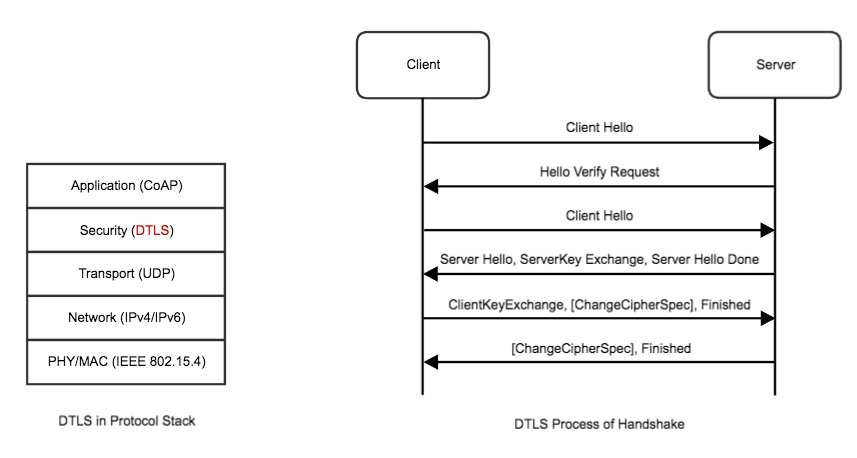 Client
Server
Client Hello
Hello Verify Request
Client Hello
Server Hello, ServerKey Exchange, Server Hello Done
ClientKeyExchange, [ChangeCipherSpec], Finished
[ChangeCipherSpec], Finished
DTLS Process of Handshake
Application (CoAP)
Security (DTLS)
Transport (UDP)
Network (IPv4/IPv6)
PHY/MAC (IEEE 802.15.4)
DTLS in Protocol Stack